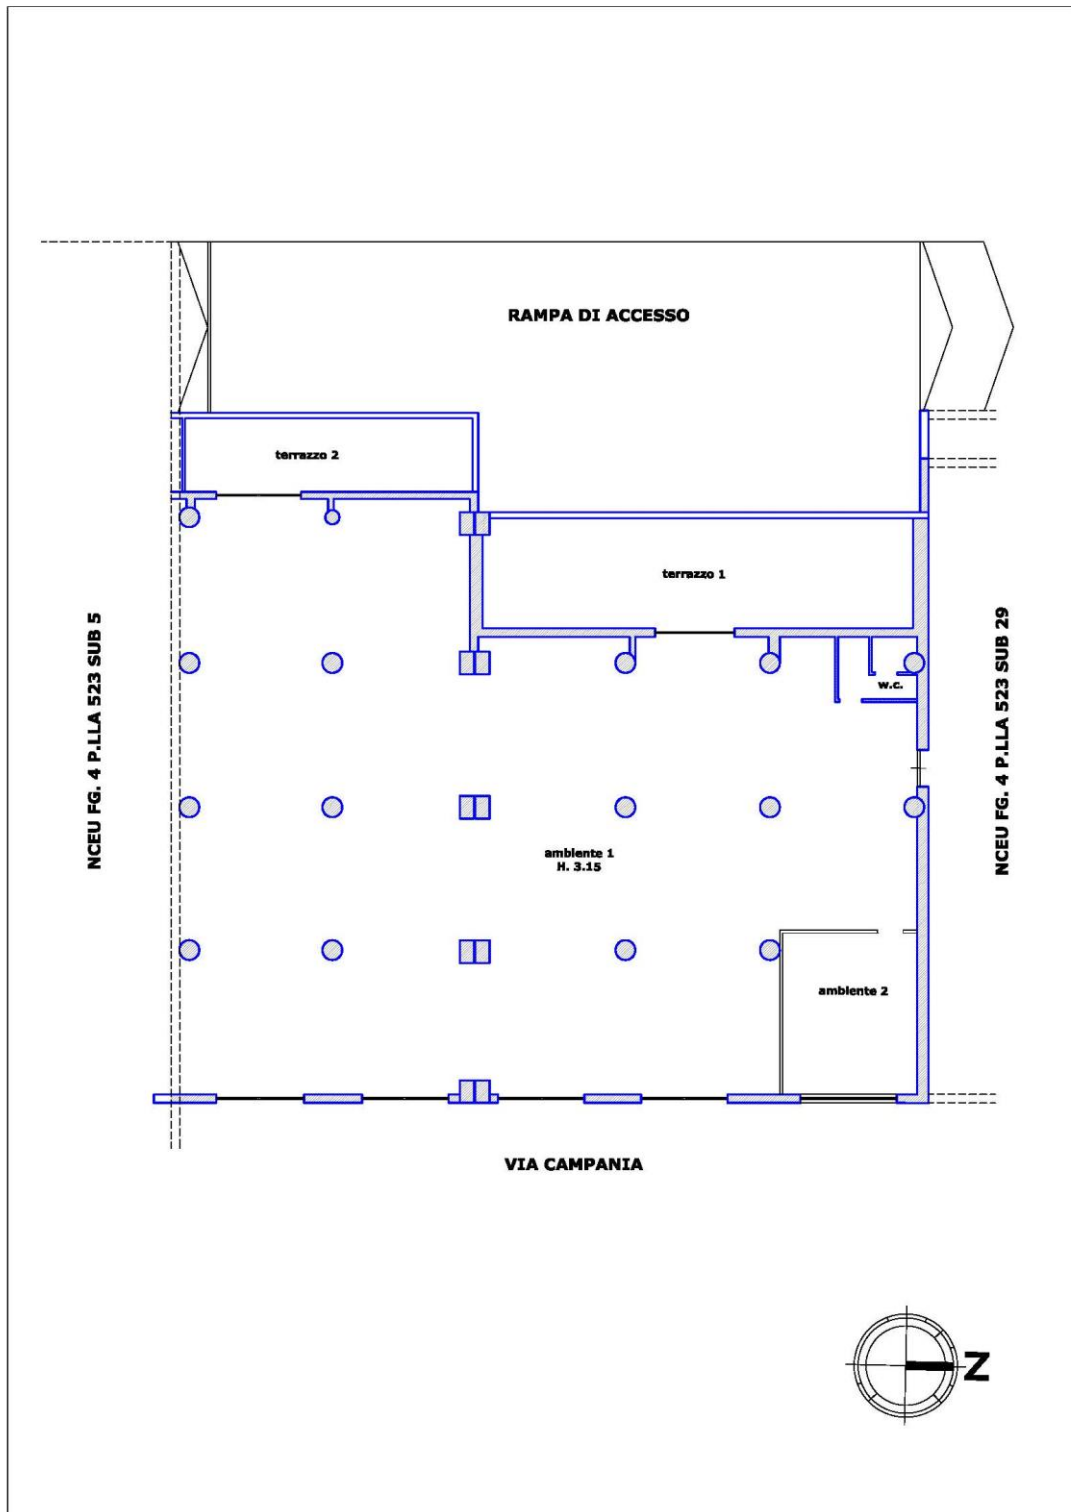 RAMPA DI ACCESSO
terrazzo 2
terrazzo 1
NCEU FG. 4 P.LLA 523 SUB 5
NCEU FG. 4 P.LLA 523 SUB 29
w.c.
ambiente 1
H. 3.15
ambiente 2
VIA CAMPANIA
N